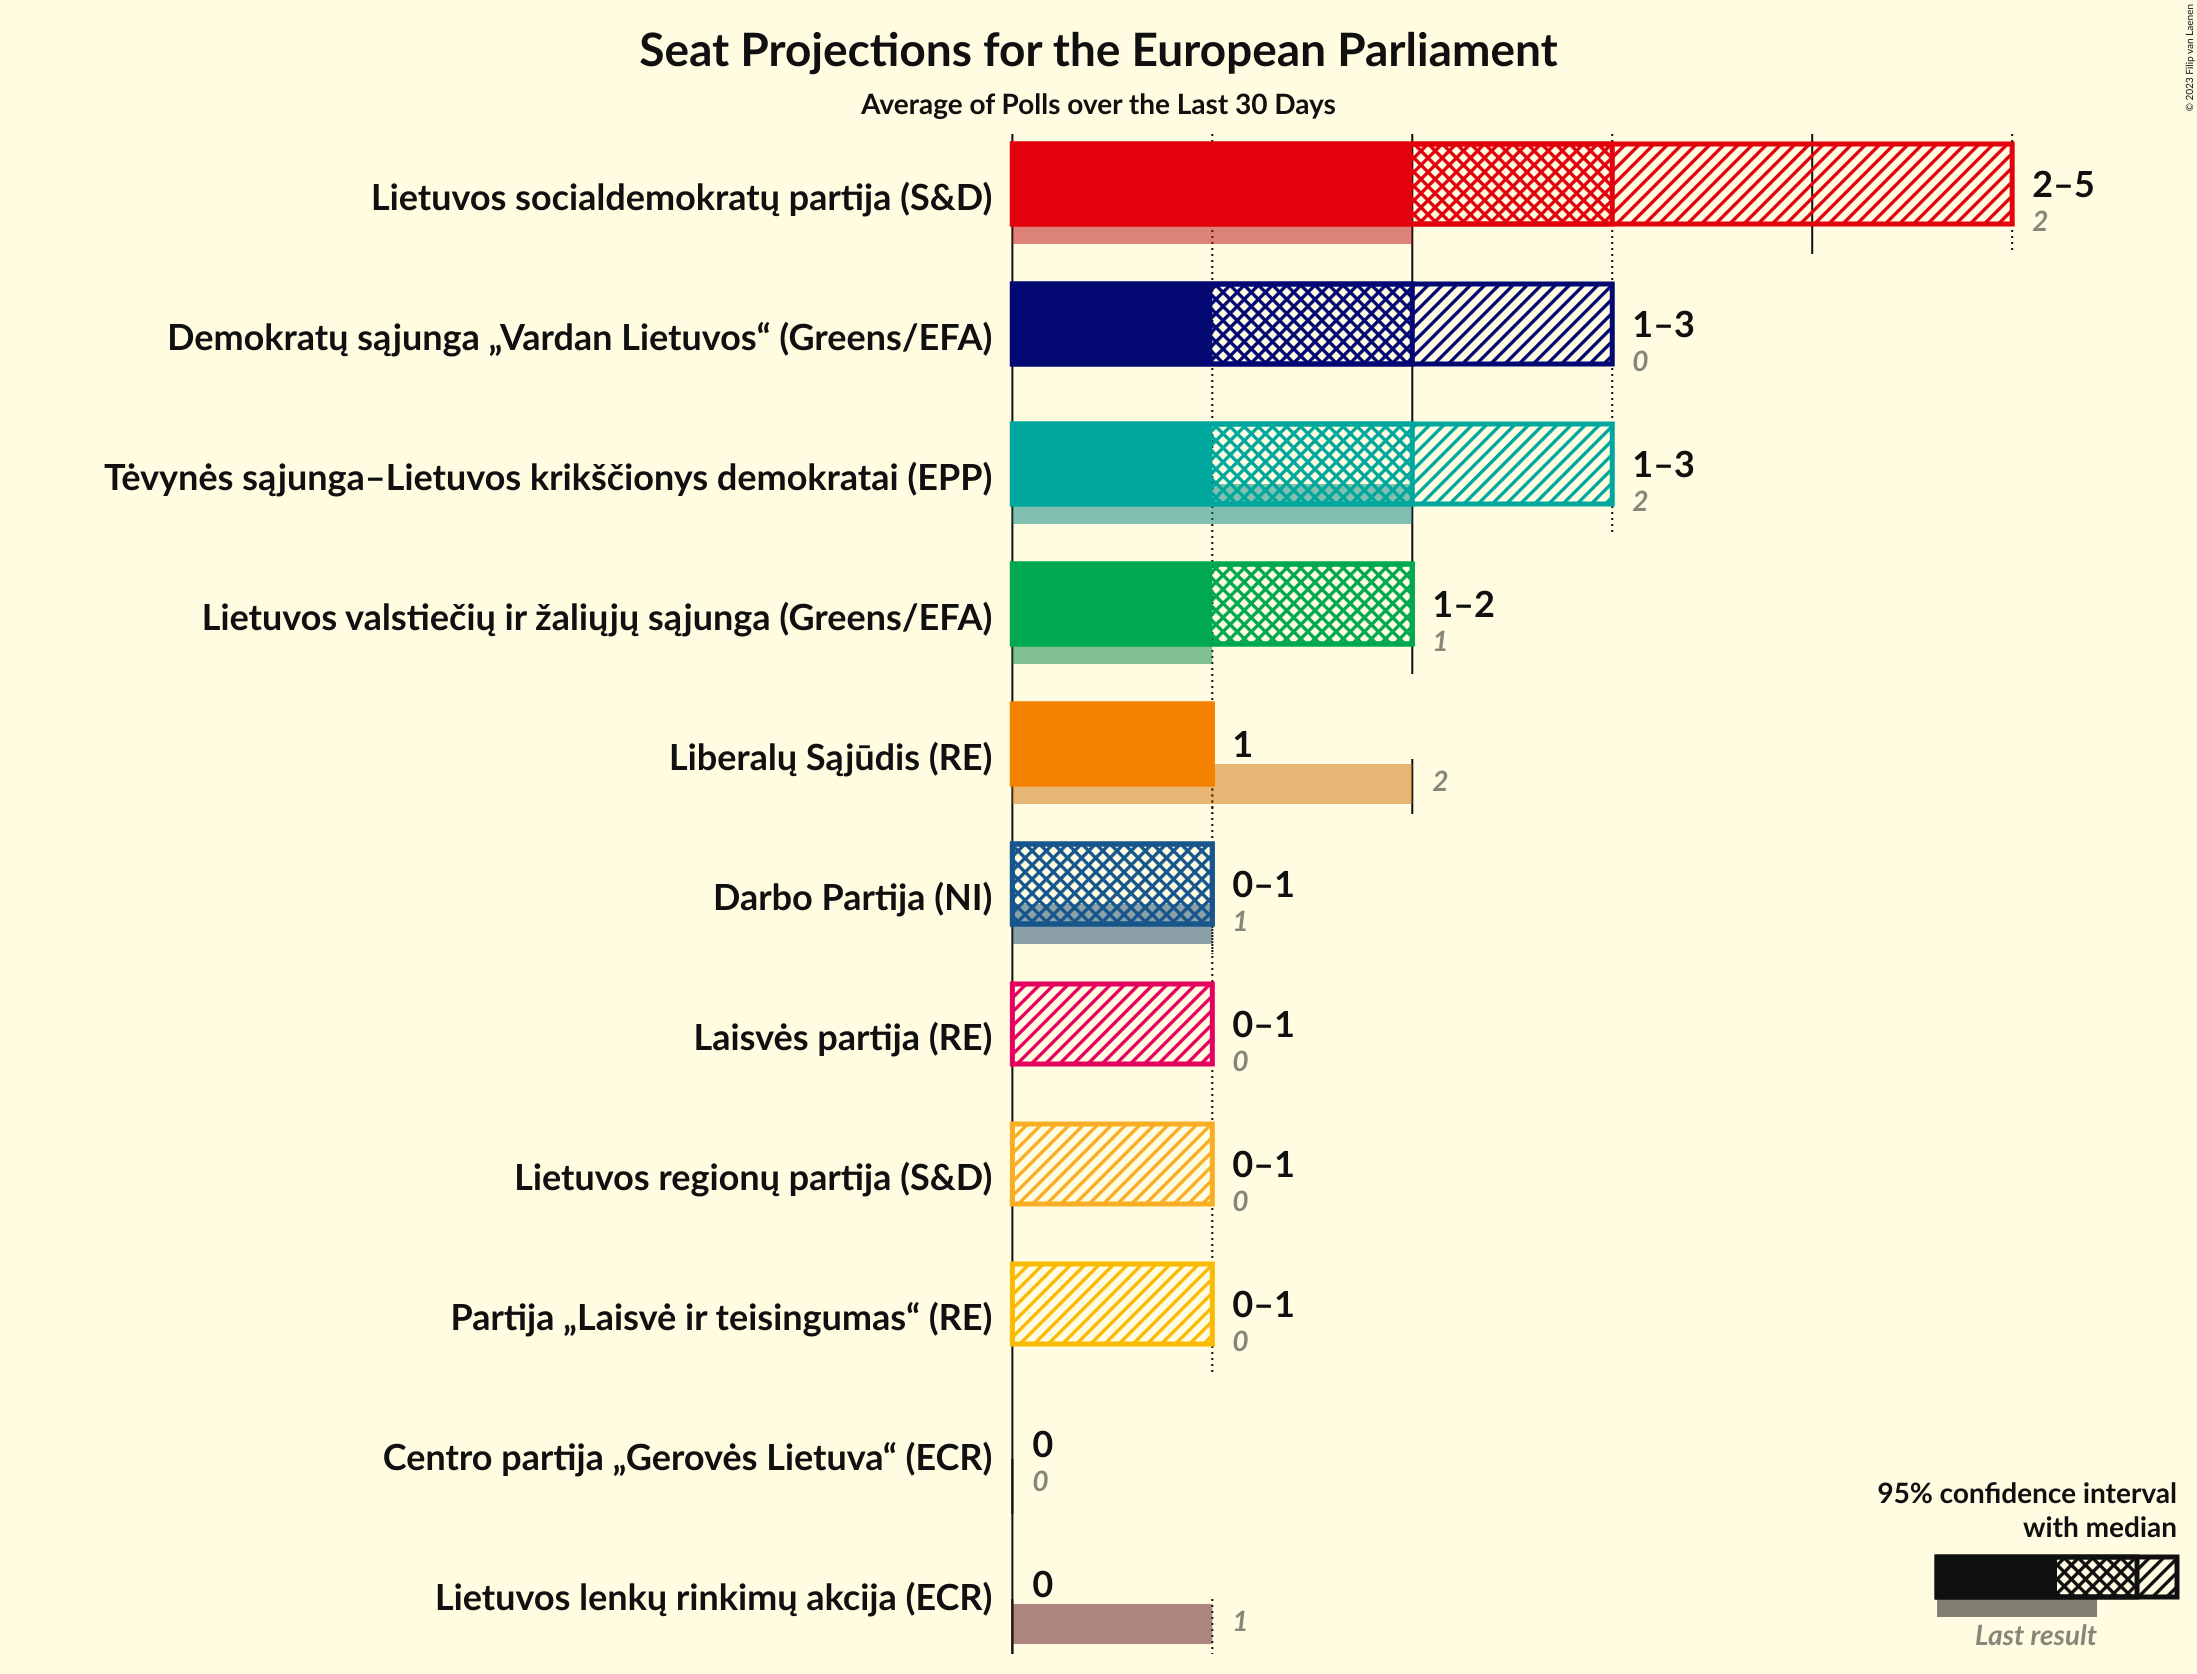 Seat Projections for the European Parliament
Average of Polls over the Last 30 Days
© 2023 Filip van Laenen
Lietuvos socialdemokratų partija (S&D)
2–5
2
Demokratų sąjunga „Vardan Lietuvos“ (Greens/EFA)
1–3
0
Tėvynės sąjunga–Lietuvos krikščionys demokratai (EPP)
1–3
2
Lietuvos valstiečių ir žaliųjų sąjunga (Greens/EFA)
1–2
1
Liberalų Sąjūdis (RE)
1
2
Darbo Partija (NI)
0–1
1
Laisvės partija (RE)
0–1
0
Lietuvos regionų partija (S&D)
0–1
0
Partija „Laisvė ir teisingumas“ (RE)
0–1
0
Centro partija „Gerovės Lietuva“ (ECR)
0
0
Lietuvos lenkų rinkimų akcija (ECR)
0
1
95% confidence interval
with median
Last result